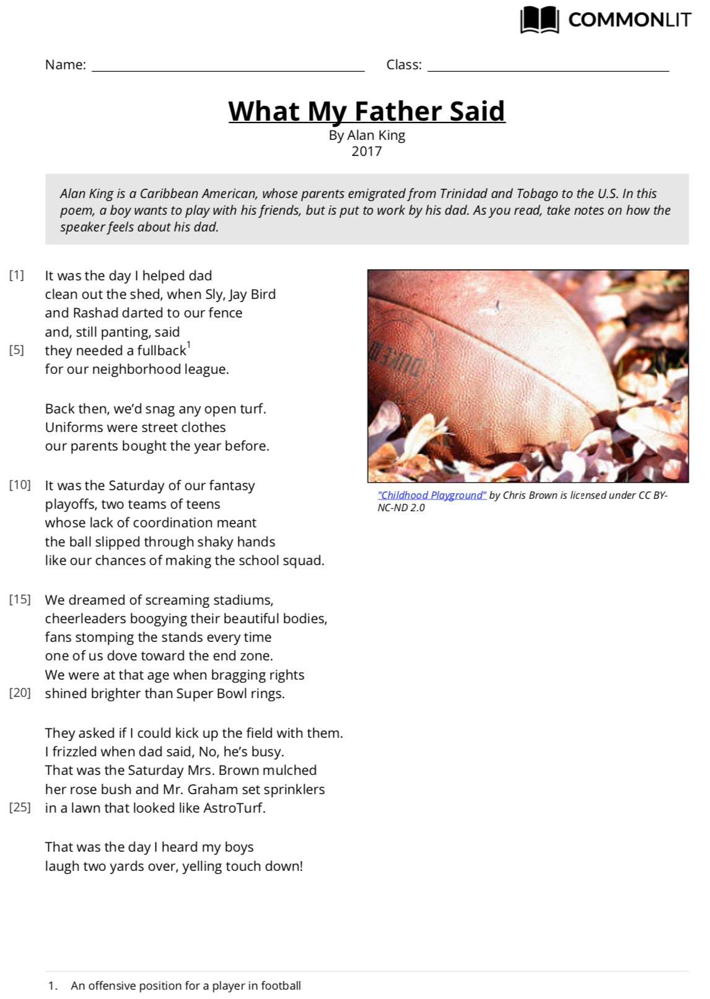 COMMONLIT
Name: Class:
What My Father Said
By Alan King
2017
Alan King is a Caribbean American, whose parents emigrated from Trinidad and Tobago to the U.S. In this
poem, a boy wants to play with his friends, but is put to work by his dad. As you read, take notes on how the
speaker feels about his dad.
[1] It was the day I helped dad
clean out the shed, when Sly, Jay Bird
and Rashad darted to our fence
and, still panting, said
[5] they needed a fullback1
for our neighborhood league.
Back then, we’d snag any open turf.
Uniforms were street clothes
our parents bought the year before.
[10] It was the Saturday of our fantasy
playoffs, two teams of teens
whose lack of coordination meant
the ball slipped through shaky hands
like our chances of making the school squad.
[15] We dreamed of screaming stadiums,
cheerleaders boogying their beautiful bodies,
fans stomping the stands every time
one of us dove toward the end zone.
We were at that age when bragging rights
[20] shined brighter than Super Bowl rings.
They asked if I could kick up the field with them.
I frizzled when dad said, No, he’s busy.
That was the Saturday Mrs. Brown mulched
her rose bush and Mr. Graham set sprinklers
[25] in a lawn that looked like AstroTurf.
That was the day I heard my boys
laugh two yards over, yelling touch down!
"Childhood Playground" by Chris Brown is licensed under CC BY-
NC-ND 2.0
1. An offensive position for a player in football